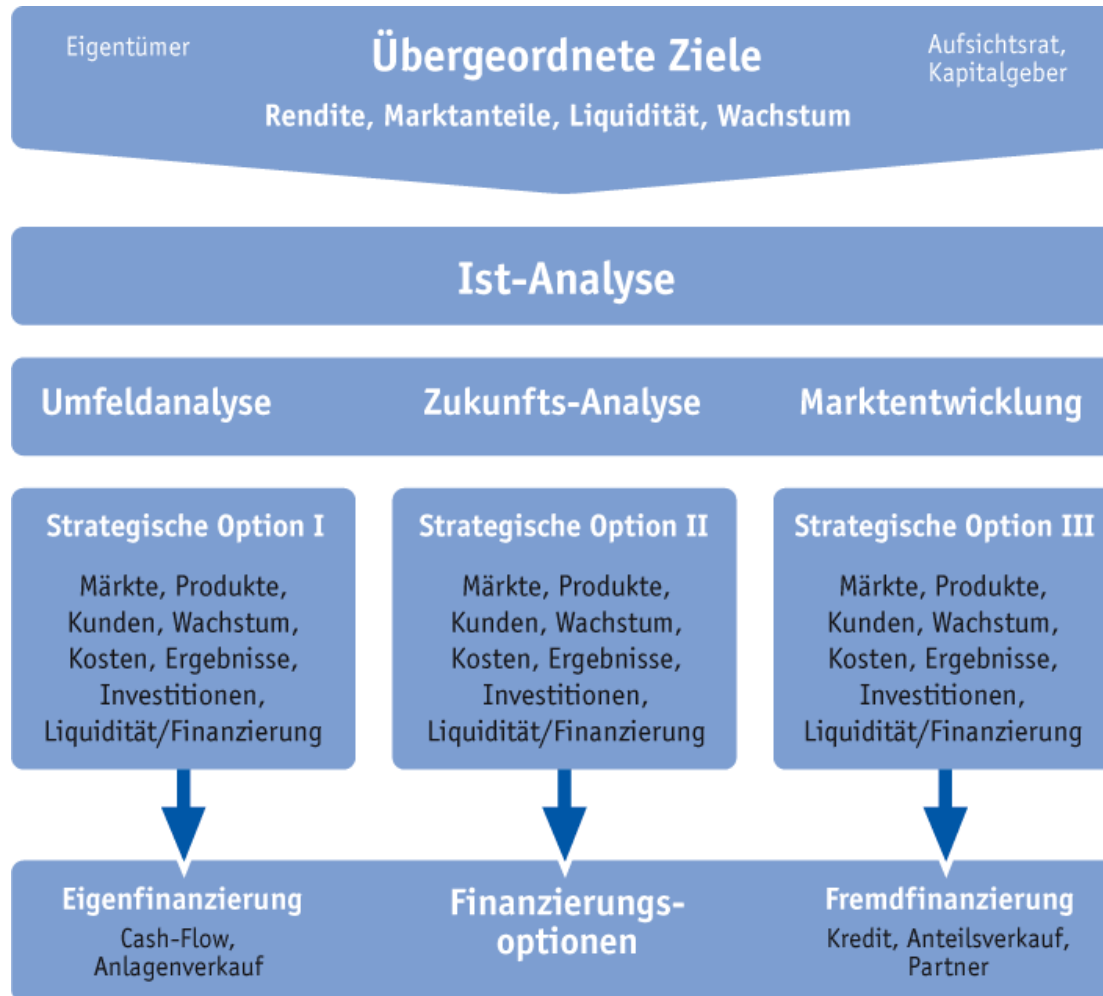 Eigentümer
Übergeordnete Ziele
Aufsichtsrat,
Kapitalgeber
Rendite, Marktanteile, Liquidität, Wachstum
Ist-Analyse
Umfeldanalyse
Zukunfts-Analyse
Marktentwicklung
Strategische Option I
Märkte, Produkte,
Kunden, Wachstum,
Kosten, Ergebnisse,
Investitionen,
Liquidität/Finanzierung
Strategische Option II
Märkte, Produkte,
Kunden, Wachstum,
Kosten, Ergebnisse,
Investitionen,
Liquidität/Finanzierung
Strategische Option III
Märkte, Produkte,
Kunden, Wachstum,
Kosten, Ergebnisse,
Investitionen,
Liquidität/Finanzierung
Eigenfinanzierung
Cash-Flow,
Anlagenverkauf
Finanzierungs-
optionen
Fremdfinanzierung
Kredit, Anteilsverkauf,
Partner